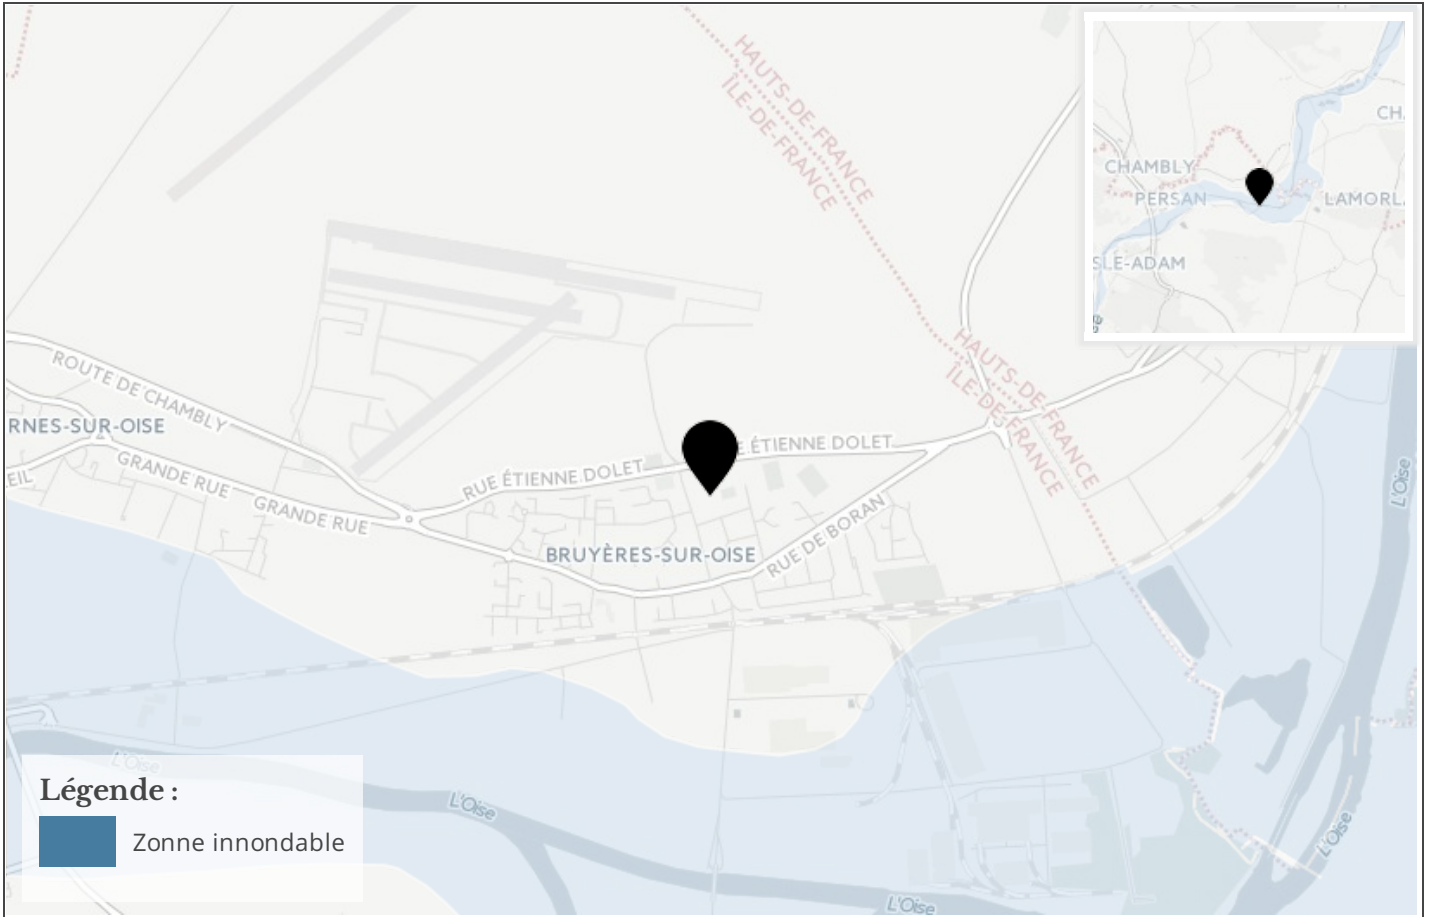 HAUTS-DE-FRANCE
ÎLE-DE-FRANCE
CHAMBLY
PERSAN
LAMORL
SLE-ADAM
CH
HAUTS-DE-FRANCE
ÎLE-DE-FRANCE
ROUTE DE CHAMBLY
RNES-SUR-OISE
EIL
GRANDE RUE
GRANDE RUE
RUE ÉTIENNE DOLET
E ÉTIENNE DOLET
BRUYÈRES-SUR-OISE
RUE DE BORAN
L'Oise
L'Oise
L'Oise
L'Oise
L'Oise
Légende :
Zonne innondable